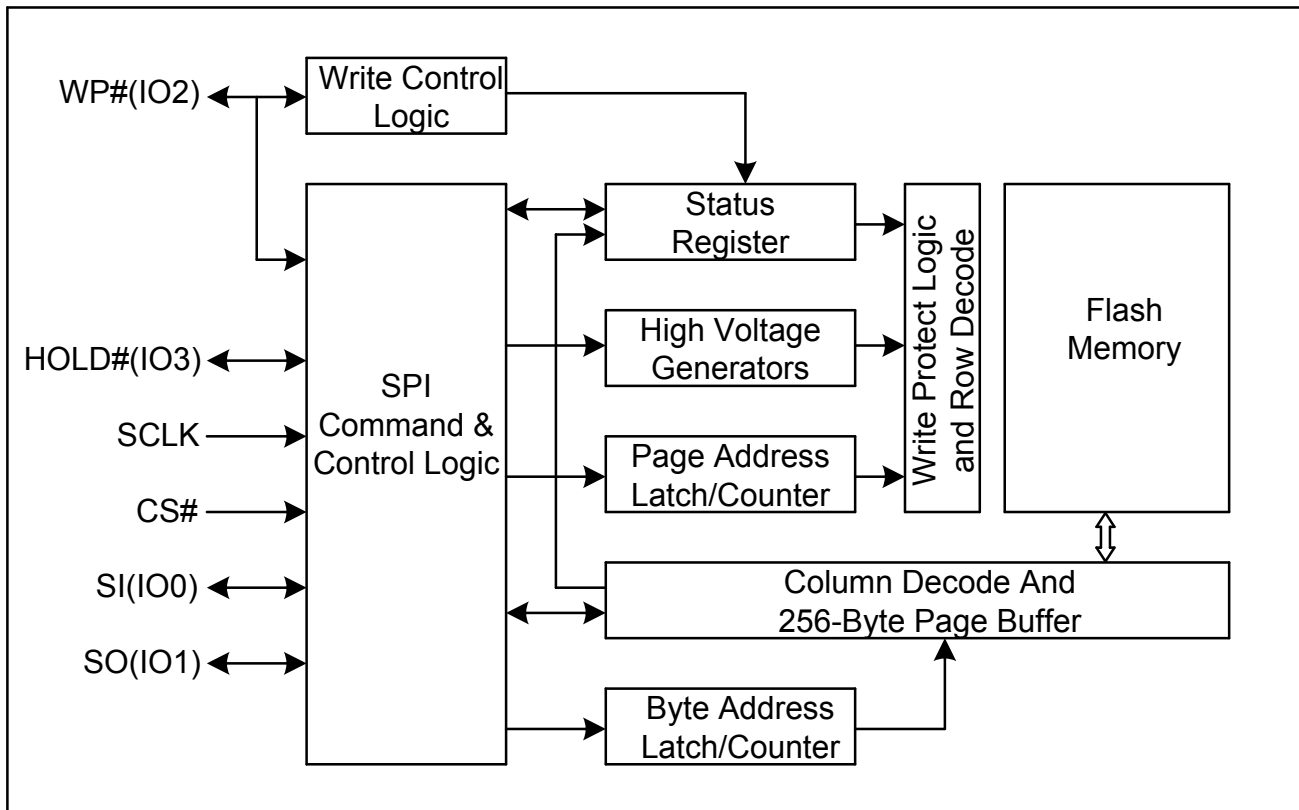 WP#(IO2)
Write Control
Logic
Status
Register
Write Protect Logic
and Row Decode
Flash
Memory
High Voltage
Generators
HOLD#(IO3)
SPI
Command &
Control Logic
SCLK
Page Address
Latch/Counter
CS#
SI(IO0)
Column Decode And
256-Byte Page Buffer
SO(IO1)
Byte Address
Latch/Counter